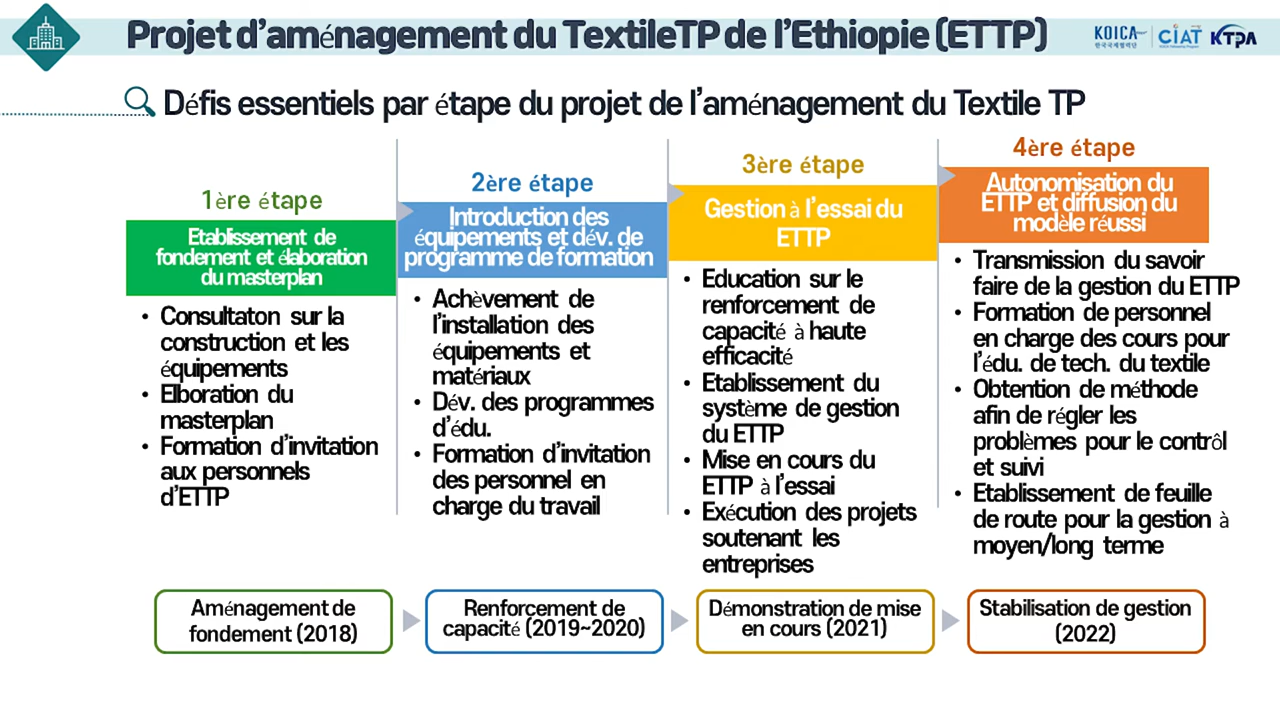 Projet d'aménagement du TextileTP de l'Ethiopie (ETTP)
KOICA
한국국제협력단
CIAT
KTPA
Défis essentiels par étape du projet de l'aménagement du Textile TP
1ère étape
Etablissement de
fondement et élaboration
du masterplan
• Consultaton sur la
construction et les
équipements
• Elboration du
masterplan
• Formation d'invitation
aux personnels
d'ETTP
Aménagement de
fondement (2018)
2ère étape
Introduction des
équipements et dév. de
programme de formation
• Achèvement de
l'installation des
équipements et
matériaux
• Dév. des programmes
d'édu.
• Formation d'invitation
des personnel en
charge du travail
Renforcement de
capacité (2019~2020)
3ère étape
Gestion à l'essai du
ETTP
• Education sur le
renforcement de
capacité à haute
efficacité
• Etablissement du
système de gestion
du ETTP
• Mise en cours du
ETTP à l'essai
• Exécution des projets
soutenant les
entreprises
Démonstration de mise
en cours (2021)
4ère étape
Autonomisation du
ETTP et diffusion du
modèle réussi
• Transmission du savoir
faire de la gestion du ETTP
• Formation de personnel
en charge des cours pour
l'édu. de tech. du textile
• Obtention de méthode
afin de régler les
problèmes pour le contrôl
et suivi
• Etablissement de feuille
de route pour la gestion à
moyen/long terme
Stabilisation de gestion
(2022)